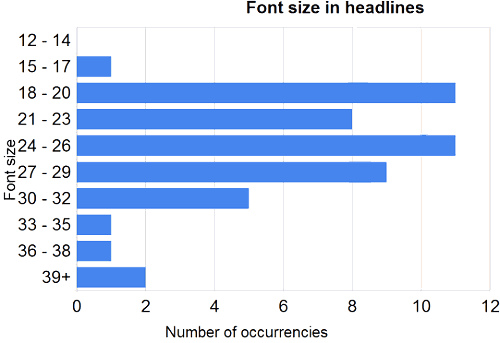 Font size in headlines
12 - 14
15 - 17
18 - 20
21 - 23
24 - 26
27 - 29
30 - 32
33 - 35
36 - 38
39+
Font size
0 2 4 6 8 10 12
Number of occurrencies